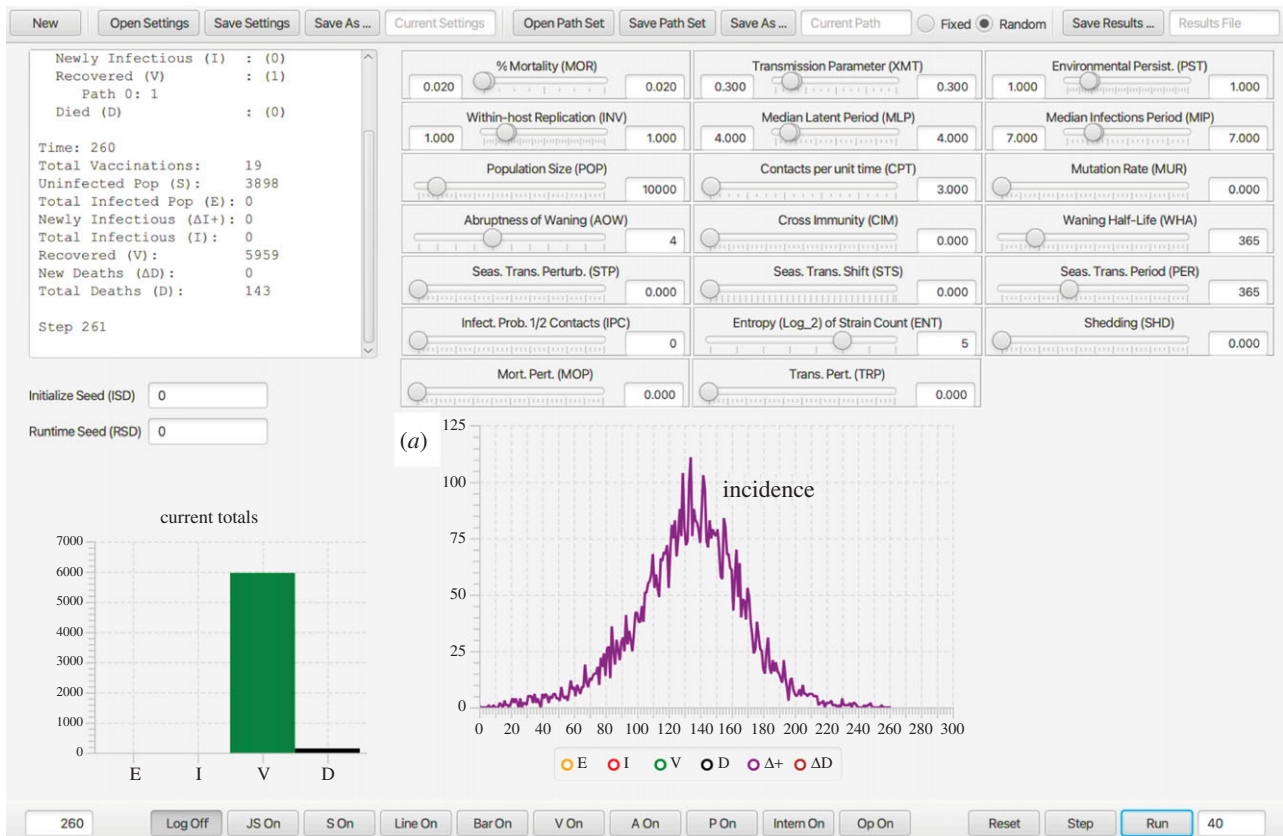 New Open Settings Save Settings Save As ... Current Settings Open Path Set Save Path Set Save As ... Current Path Fixed Random Save Results ... Results File
Newly Infectious (I) : (0)
Recovered (V) : (1)
Path 0: 1
Died (D) : (0)
Time: 260
Total Vaccinations: 19
Uninfected Pop (S): 3898
Total Infected Pop (E): 0
Newly Infectious (ΔI+): 0
Total Infectious (I): 0
Recovered (V): 5959
New Deaths (ΔD): 0
Total Deaths (D): 143
Step 261
% Mortality (MOR) Transmission Parameter (XMT) Environmental Persist. (PST)
0.020 0.020 0.300 0.300 1.000 1.000
Within-host Replication (INV) Median Latent Period (MLP) Median Infections Period (MIP)
1.000 1.000 4.000 4.000 7.000 7.000
Population Size (POP) Contacts per unit time (CPT) Mutation Rate (MUR)
10000 3.000 0.000
Abruptness of Waning (AOW) Cross Immunity (CIM) Waning Half-Life (WHA)
4 0.000 365
Seas. Trans. Perturb. (STP) Seas. Trans. Shift (STS) Seas. Trans. Period (PER)
0.000 0.000 365
Infect. Prob. 1/2 Contacts (IPC) Entropy (Log_2) of Strain Count (ENT) Shedding (SHD)
0 5 0.000
Mort. Pert. (MOP) Trans. Pert. (TRP)
0.000 0.000
Initialize Seed (ISD) 0
Runtime Seed (RSD) 0
current totals
7000
6000
5000
4000
3000
2000
1000
0
E I V D
(a)
125
100
75
50
25
0
incidence
0 20 40 60 80 100 120 140 160 180 200 220 240 260 280 300
E I V D Δ+ ΔD
260 Log Off JS On S On Line On Bar On V On A On P On Intern On Op On Reset Step Run 40